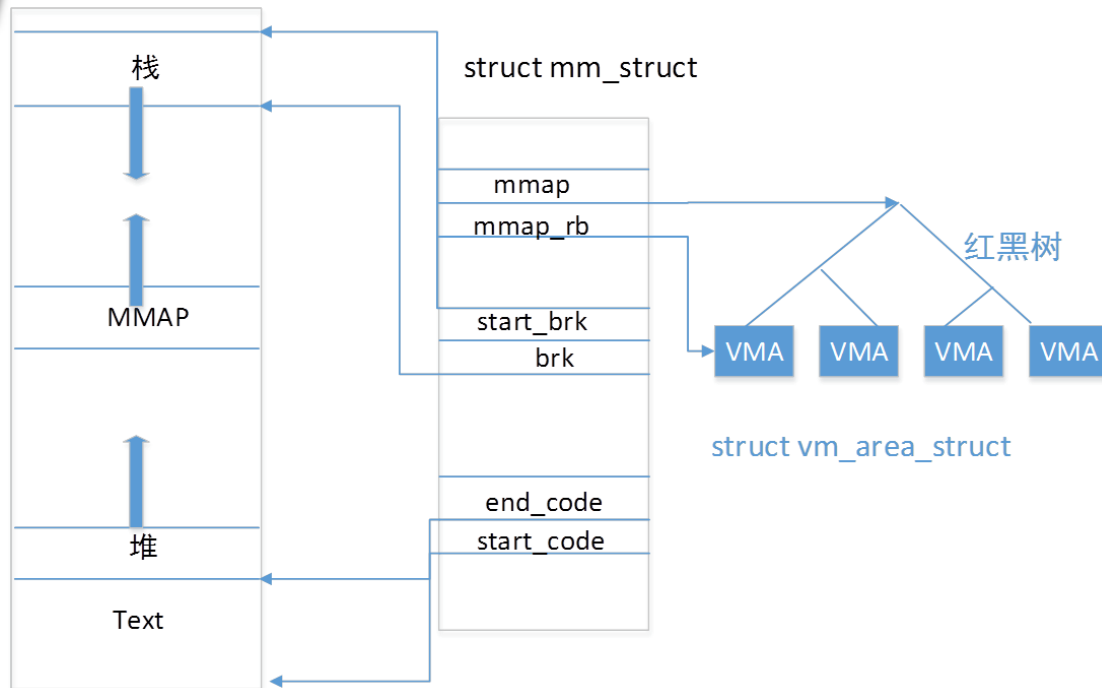 栈
MMAP
堆
Text
struct mm_struct
mmap
mmap_rb
start_brk
brk
end_code
start_code
红黑树
VMA
VMA
VMA
VMA
struct vm_area_struct